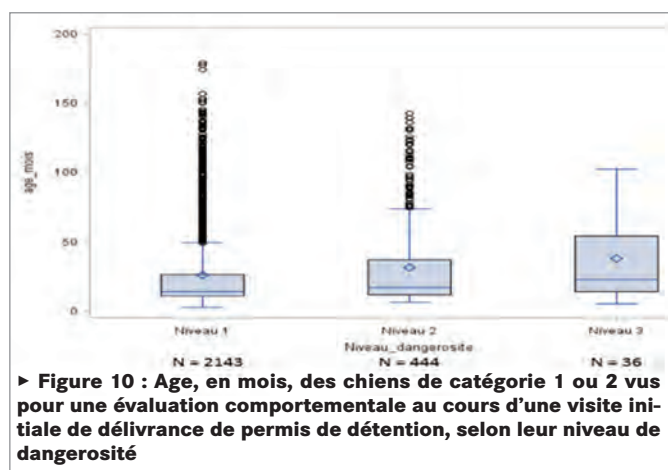 200
150
100
50
0
age_mois
Niveau 1
Niveau 2
Niveau 3
Niveau_dangerosite
N = 2143
N = 444
N = 36
► Figure 10 : Age, en mois, des chiens de catégorie 1 ou 2 vus
pour une évaluation comportementale au cours d'une visite ini-
tiale de délivrance de permis de détention, selon leur niveau de
dangerosité